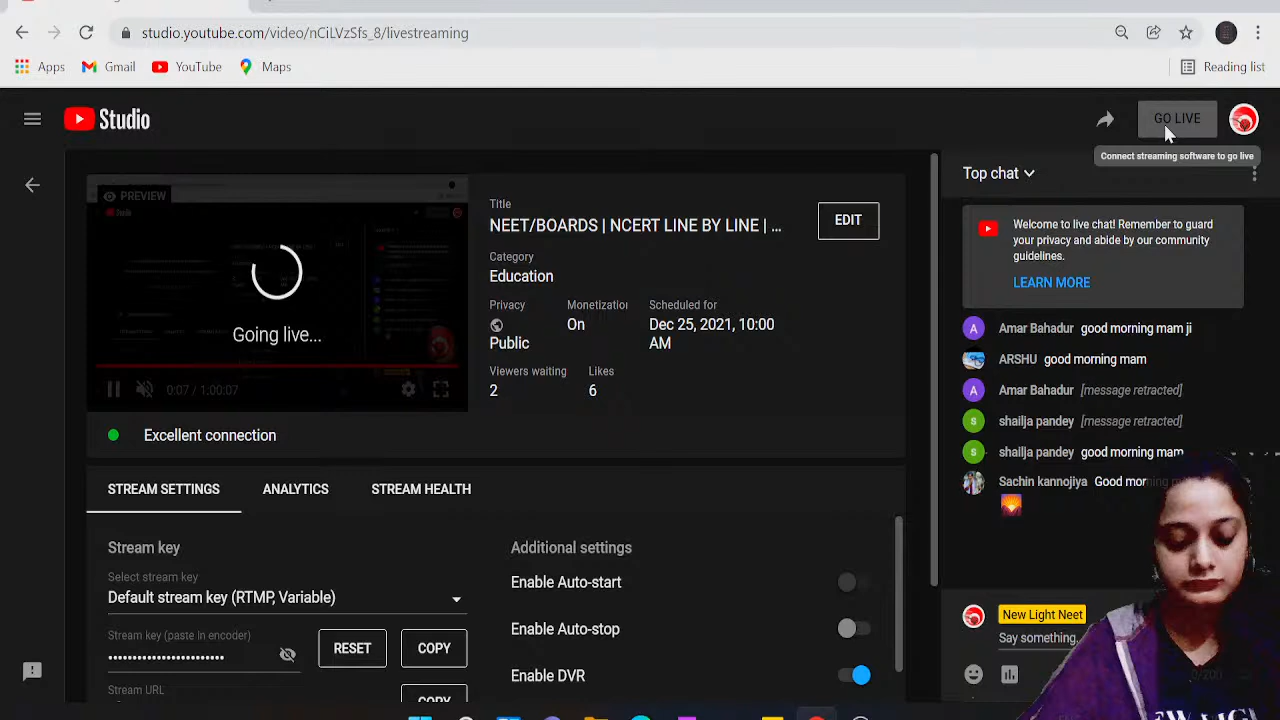 studio.youtube.com/video/nCiLVzSfs_8/livestreaming
Apps Gmail YouTube Maps Reading list
Studio
GO LIVE
Connect streaming software to go live
PREVIEW
Going live...
0:07 / 1:00:07
Excellent connection
Title
NEET/BOARDS | NCERT LINE BY LINE | ...
EDIT
Category
Education
Privacy Monetization Scheduled for
Public On Dec 25, 2021, 10:00
AM
Viewers waiting Likes
2 6
STREAM SETTINGS ANALYTICS STREAM HEALTH
Stream key
Select stream key
Default stream key (RTMP, Variable)
Stream key (paste in encoder)
RESET COPY
Stream URL
COPY
Additional settings
Enable Auto-start
Enable Auto-stop
Enable DVR
Top chat
Welcome to live chat! Remember to guard
your privacy and abide by our community
guidelines.
LEARN MORE
A Amar Bahadur good morning mam ji
ARSHU good morning mam
A Amar Bahadur [message retracted]
S shailja pandey [message retracted]
S shailja pandey good morning mam
Sachin kannojiya Good
New Light Neet
Say something.
0/200